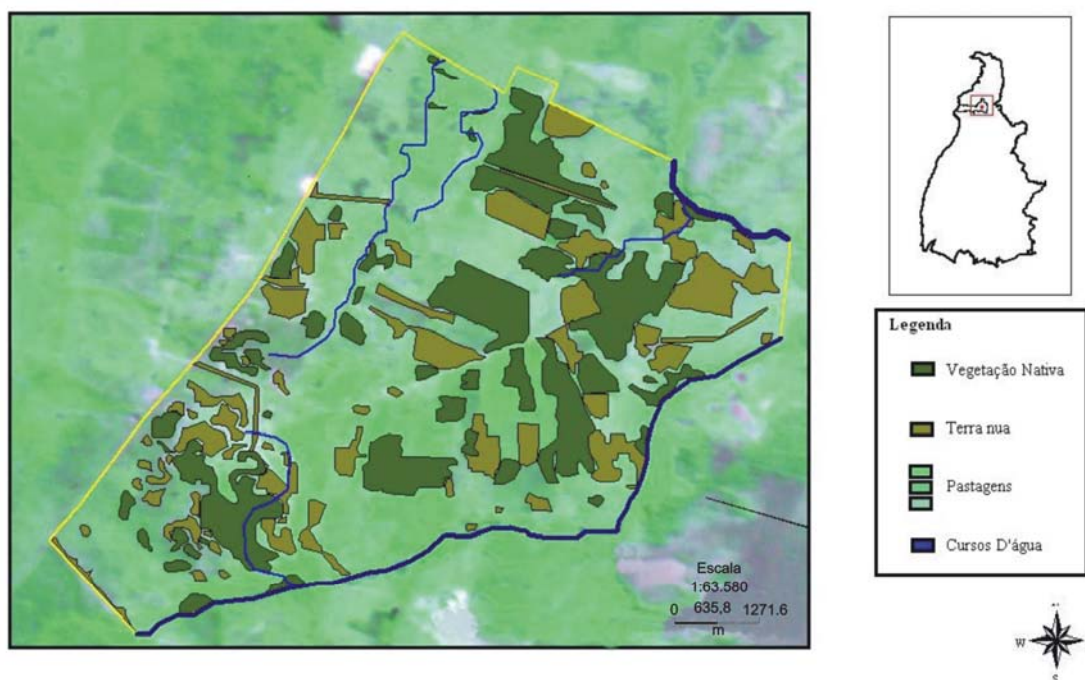 Escala
1:63.580
0 635,8 1271.6
m
Legenda
Vegetação Nativa
Terra nua
Pastagens
Cursos D'água
W
S